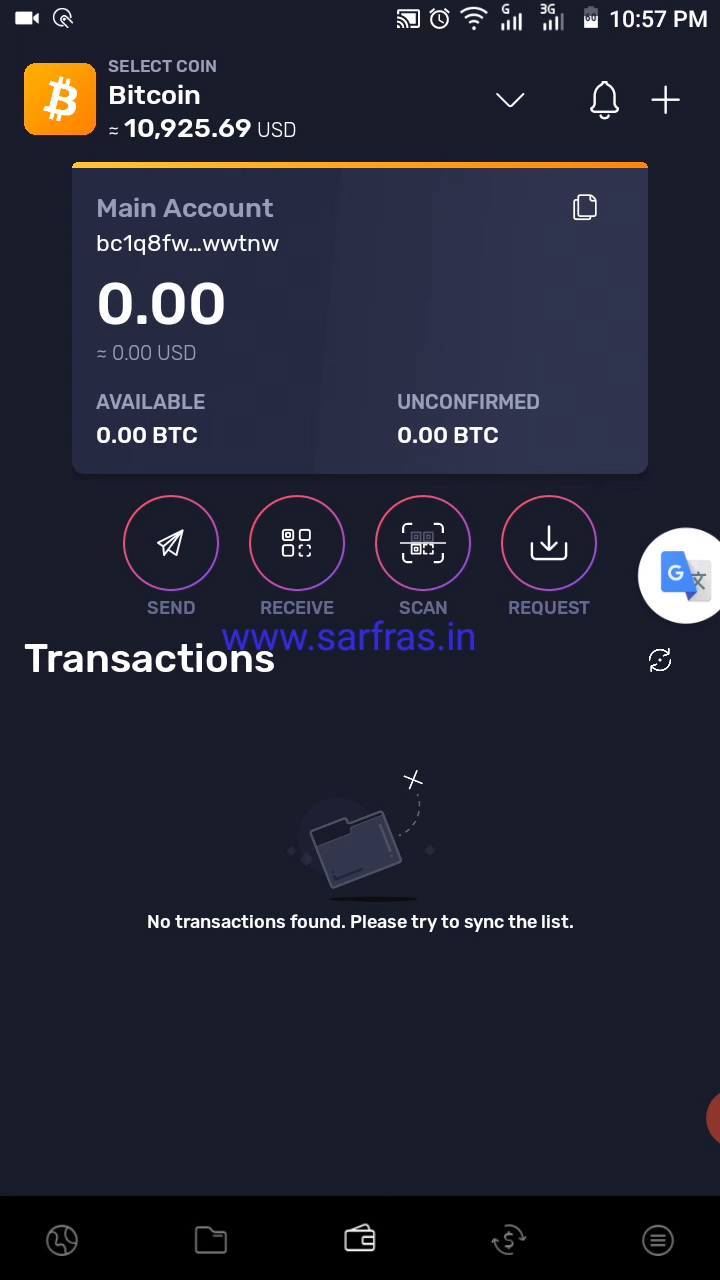 G 3G 60 10:57 PM
SELECT COIN
Bitcoin
≈ 10,925.69 USD
Main Account
bc1q8fw...wwtnw
0.00
≈ 0.00 USD
AVAILABLE UNCONFIRMED
0.00 BTC 0.00 BTC
SEND RECEIVE SCAN REQUEST
www.sarfras.in
Transactions
No transactions found. Please try to sync the list.